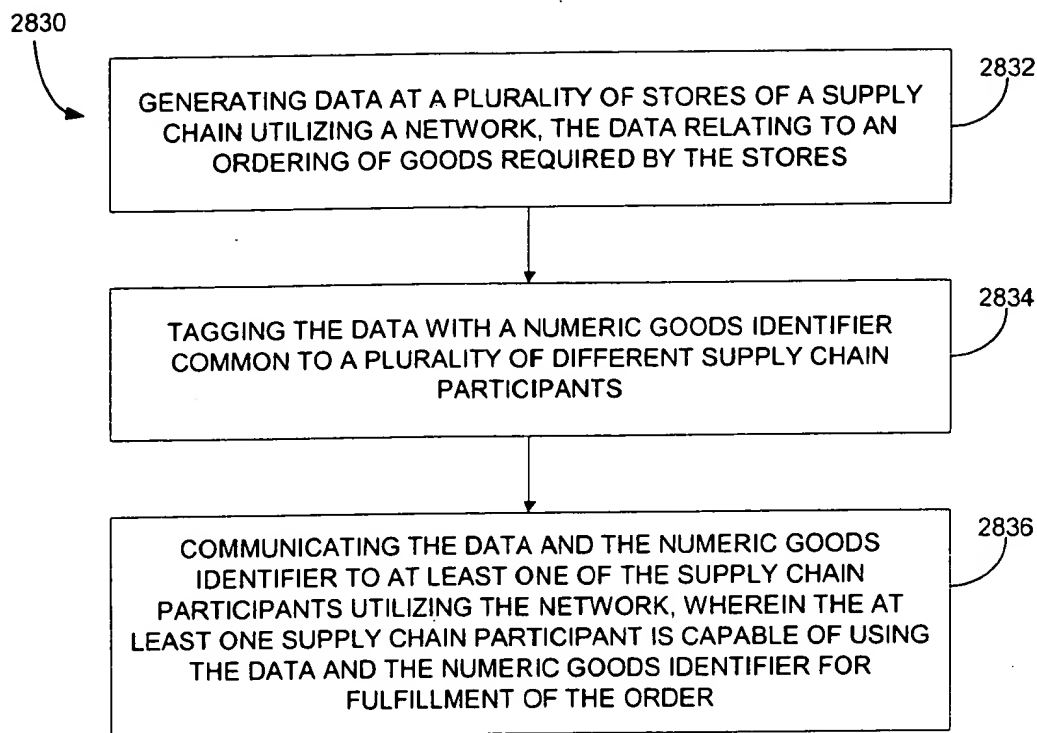 2830
2832
GENERATING DATA AT A PLURALITY OF STORES OF A SUPPLY
CHAIN UTILIZING A NETWORK, THE DATA RELATING TO AN
ORDERING OF GOODS REQUIRED BY THE STORES
2834
TAGGING THE DATA WITH A NUMERIC GOODS IDENTIFIER
COMMON TO A PLURALITY OF DIFFERENT SUPPLY CHAIN
PARTICIPANTS
2836
COMMUNICATING THE DATA AND THE NUMERIC GOODS
IDENTIFIER TO AT LEAST ONE OF THE SUPPLY CHAIN
PARTICIPANTS UTILIZING THE NETWORK, WHEREIN THE AT
LEAST ONE SUPPLY CHAIN PARTICIPANT IS CAPABLE OF USING
THE DATA AND THE NUMERIC GOODS IDENTIFIER FOR
FULFILLMENT OF THE ORDER